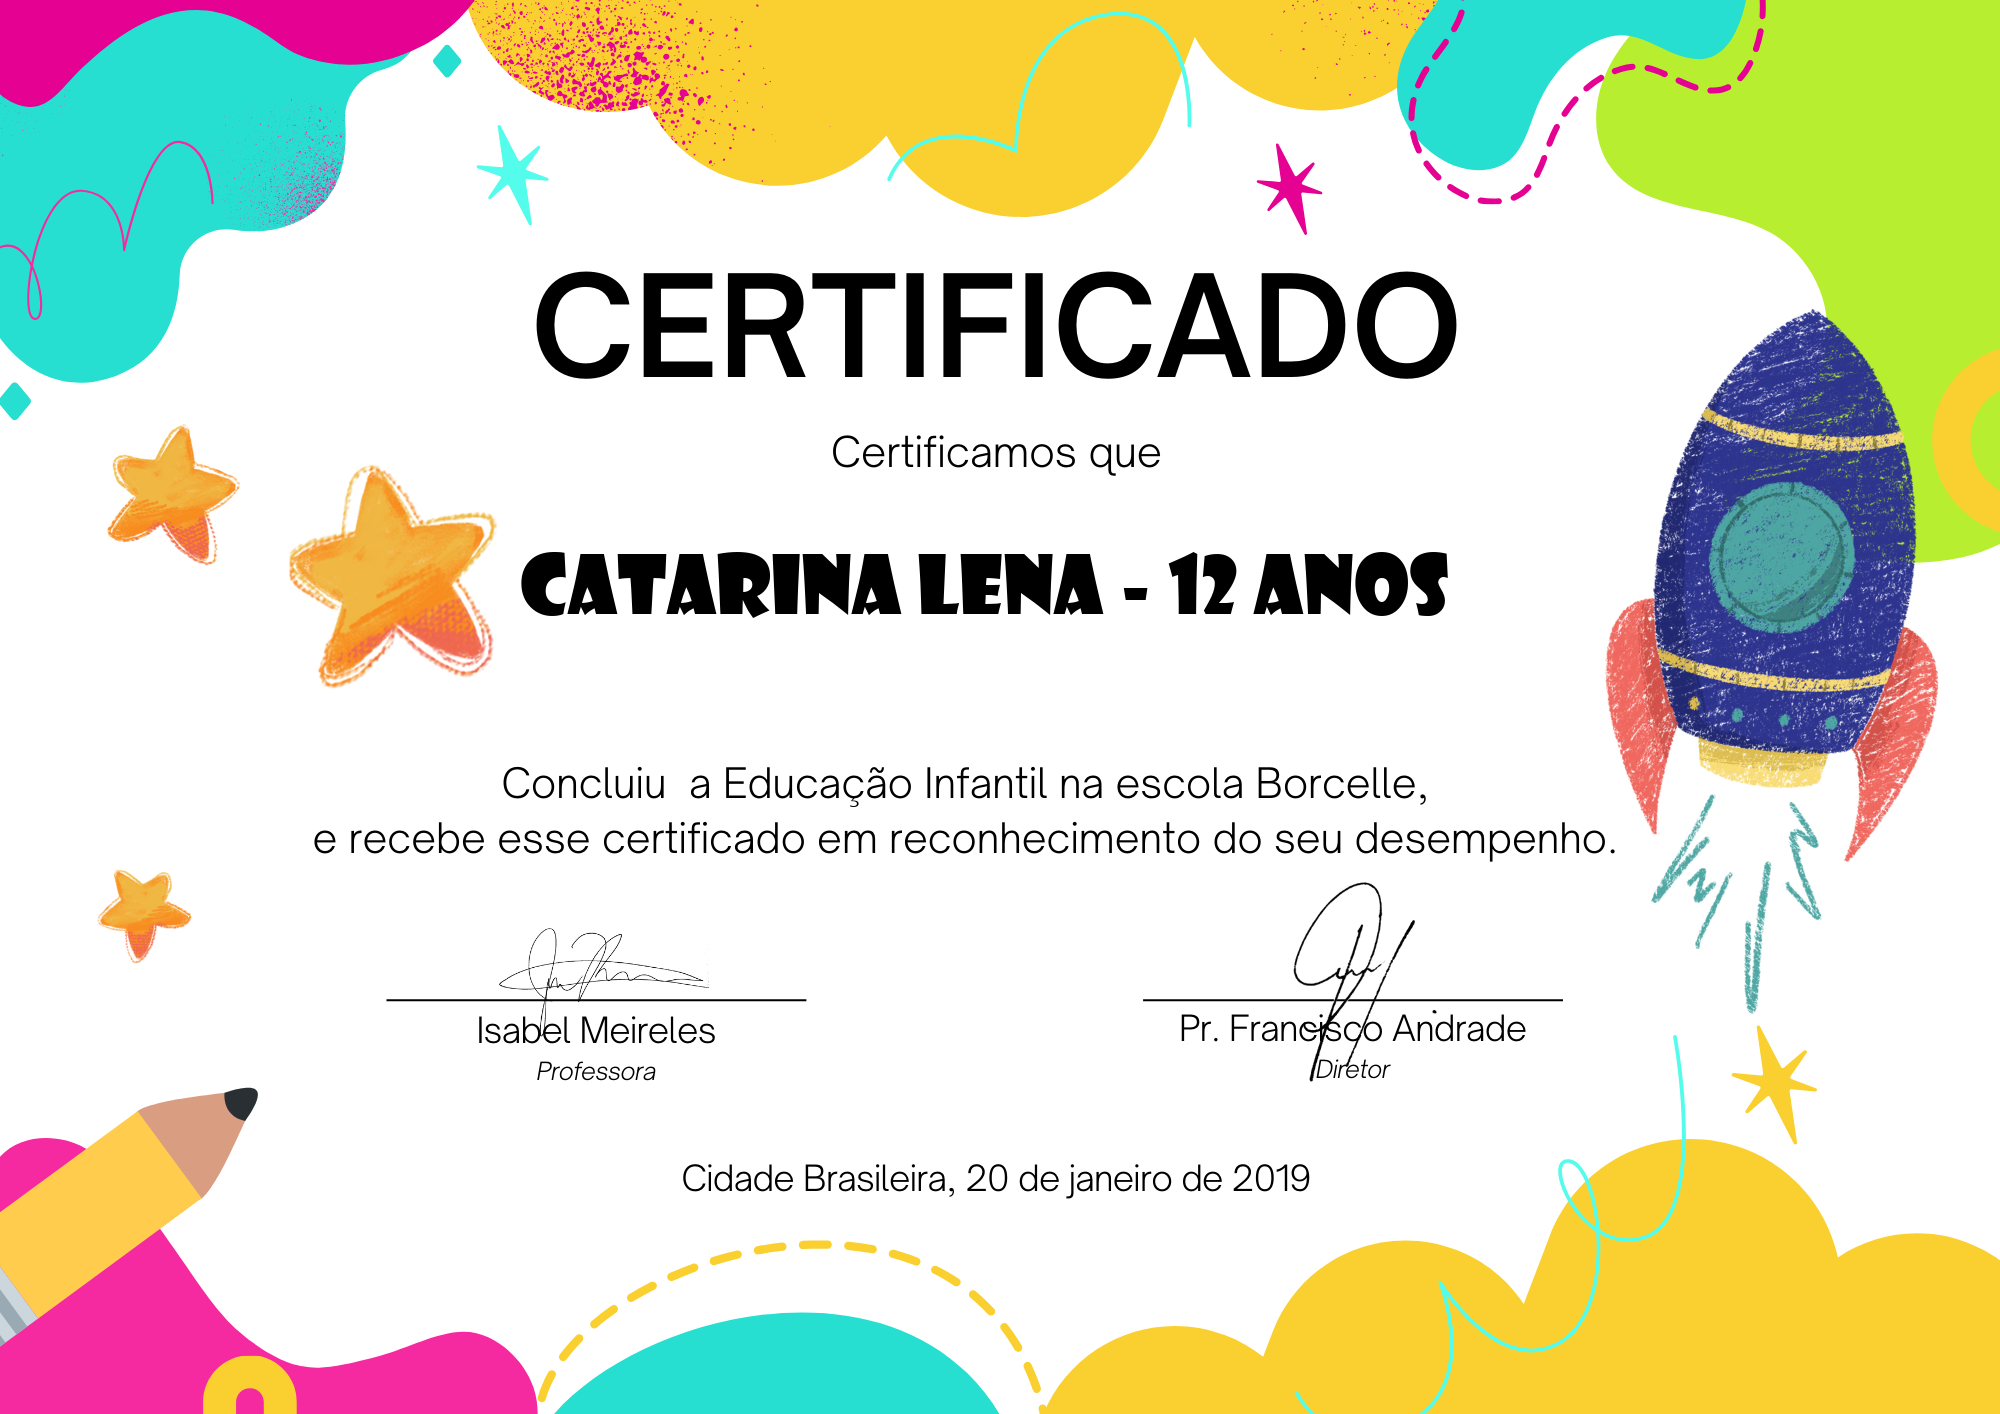 CERTIFICADO
Certificamos que
CATARINA LENA - 12 ANOS
Concluiu a Educação Infantil na escola Borcelle,
e recebe esse certificado em reconhecimento do seu desempenho.
Isabel Meireles
Professora
Pr. Francisco Andrade
Diretor
Cidade Brasileira, 20 de janeiro de 2019